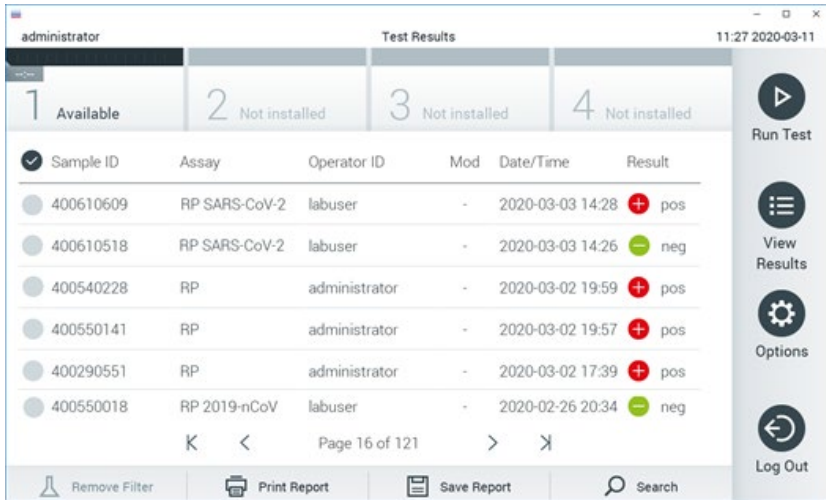 administrator Test Results 11:27 2020-03-11
--:--
1 Available 2 Not installed 3 Not installed 4 Not installed
Run Test
Sample ID Assay Operator ID Mod Date/Time Result
400610609 RP SARS-CoV-2 labuser - 2020-03-03 14:28 pos
400610518 RP SARS-CoV-2 labuser - 2020-03-03 14:26 neg
View
Results
400540228 RP administrator - 2020-03-02 19:59 pos
400550141 RP administrator - 2020-03-02 19:57 pos
Options
400290551 RP administrator - 2020-03-02 17:39 pos
400550018 RP 2019-nCoV labuser - 2020-02-26 20:34 neg
Page 16 of 121
Log Out
Remove Filter Print Report Save Report Search